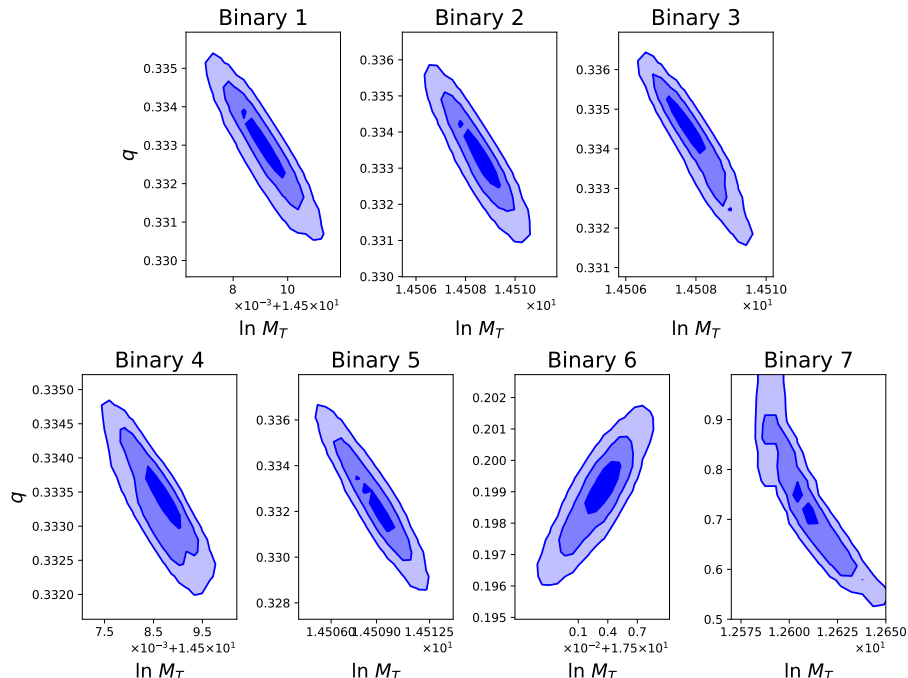 Binary 1 Binary 2 Binary 3
0.335 0.334 0.333 0.332 0.331 0.330
q
8 10
×10⁻³+1.45×10¹
ln M_T
0.336 0.335 0.334 0.333 0.332 0.331 0.330
1.4506 1.4508 1.4510
×10¹
ln M_T
0.336 0.335 0.334 0.333 0.332 0.331
1.4506 1.4508 1.4510
×10¹
ln M_T
Binary 4 Binary 5 Binary 6 Binary 7
0.3350 0.3345 0.3340 0.3335 0.3330 0.3325 0.3320
q
7.5 8.5 9.5
×10⁻³+1.45×10¹
ln M_T
0.336 0.334 0.332 0.330 0.328
1.45060 1.45090 1.45125
×10¹
ln M_T
0.202 0.201 0.200 0.199 0.198 0.197 0.196 0.195
0.1 0.4 0.7
×10⁻²+1.75×10¹
ln M_T
0.9 0.8 0.7 0.6 0.5
1.2575 1.2600 1.2625 1.2650
×10¹
ln M_T